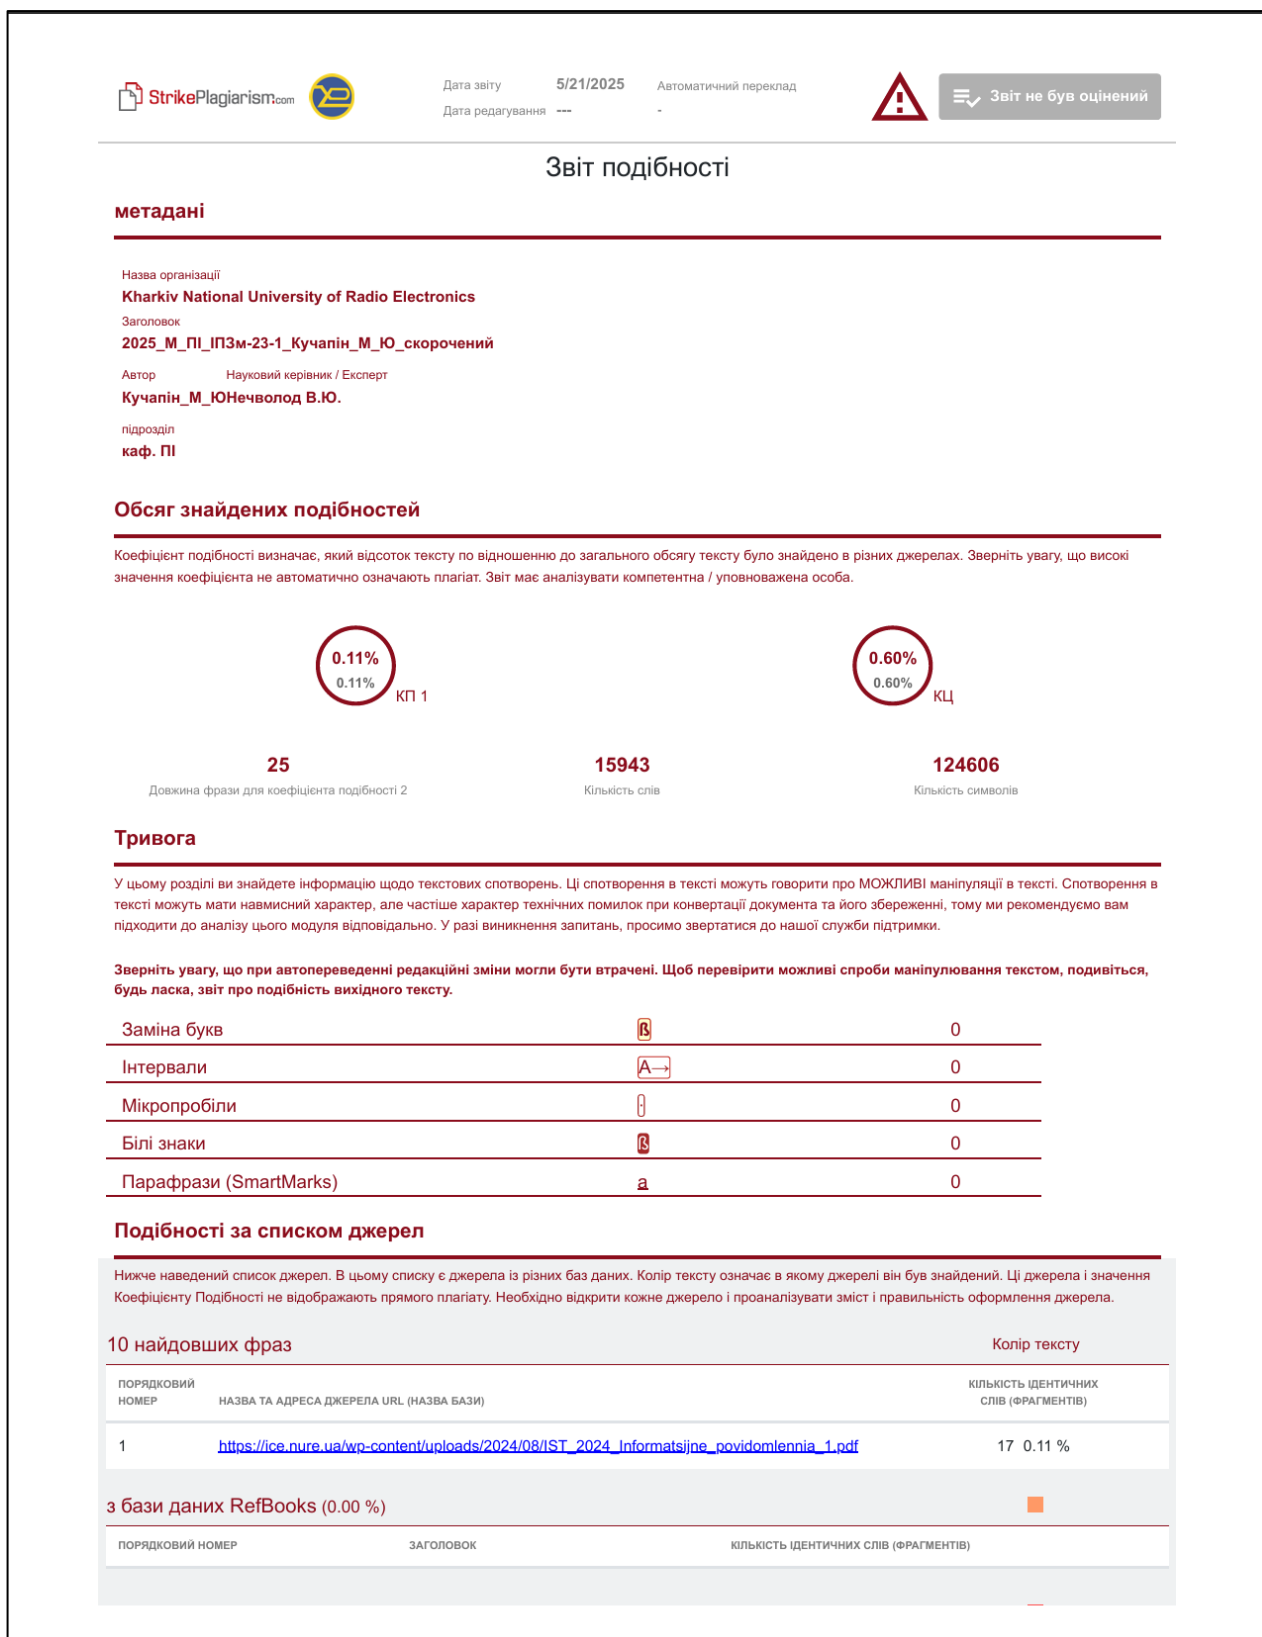 StrikePlagiarism.com
Дата звіту 5/21/2025 Автоматичний переклад
Дата редагування --- -
Звіт не був оцінений
Звіт подібності
метадані
Назва організації
Kharkiv National University of Radio Electronics
Заголовок
2025_М_ПІ_ІПЗм-23-1_Кучапін_М_Ю_скорочений
Автор Науковий керівник / Експерт
Кучапін_М_ЮНечволод В.Ю.
підрозділ
каф. ПІ
Обсяг знайдених подібностей
Коефіцієнт подібності визначає, який відсоток тексту по відношенню до загального обсягу тексту було знайдено в різних джерелах. Зверніть увагу, що високі
значення коефіцієнта не автоматично означають плагіат. Звіт має аналізувати компетентна / уповноважена особа.
0.11%
0.11%
КП 1
0.60%
0.60%
КЦ
25 15943 124606
Довжина фрази для коефіцієнта подібності 2 Кількість слів Кількість символів
Тривога
У цьому розділі ви знайдете інформацію щодо текстових спотворень. Ці спотворення в тексті можуть говорити про МОЖЛИВІ маніпуляції в тексті. Спотворення в
тексті можуть мати навмисний характер, але частіше характер технічних помилок при конвертації документа та його збереженні, тому ми рекомендуємо вам
підходити до аналізу цього модуля відповідально. У разі виникнення запитань, просимо звертатися до нашої служби підтримки.
Зверніть увагу, що при автопереведенні редакційні зміни могли бути втрачені. Щоб перевірити можливі спроби маніпулювання текстом, подивіться,
будь ласка, звіт про подібність вихідного тексту.
Заміна букв ß 0
Інтервали A→ 0
Мікропробіли · 0
Білі знаки ß 0
Парафрази (SmartMarks) a 0
Подібності за списком джерел
Нижче наведений список джерел. В цьому списку є джерела із різних баз даних. Колір тексту означає в якому джерелі він був знайдений. Ці джерела і значення
Коефіцієнту Подібності не відображають прямого плагіату. Необхідно відкрити кожне джерело і проаналізувати зміст і правильність оформлення джерела.
10 найдовших фраз Колір тексту
ПОРЯДКОВИЙ
НОМЕР НАЗВА ТА АДРЕСА ДЖЕРЕЛА URL (НАЗВА БАЗИ) КІЛЬКІСТЬ ІДЕНТИЧНИХ
СЛІВ (ФРАГМЕНТІВ)
1 https://ice.nure.ua/wp-content/uploads/2024/08/IST_2024_Informatsijne_povidomlennia_1.pdf 17 0.11 %
з бази даних RefBooks (0.00 %)
ПОРЯДКОВИЙ НОМЕР ЗАГОЛОВОК КІЛЬКІСТЬ ІДЕНТИЧНИХ СЛІВ (ФРАГМЕНТІВ)